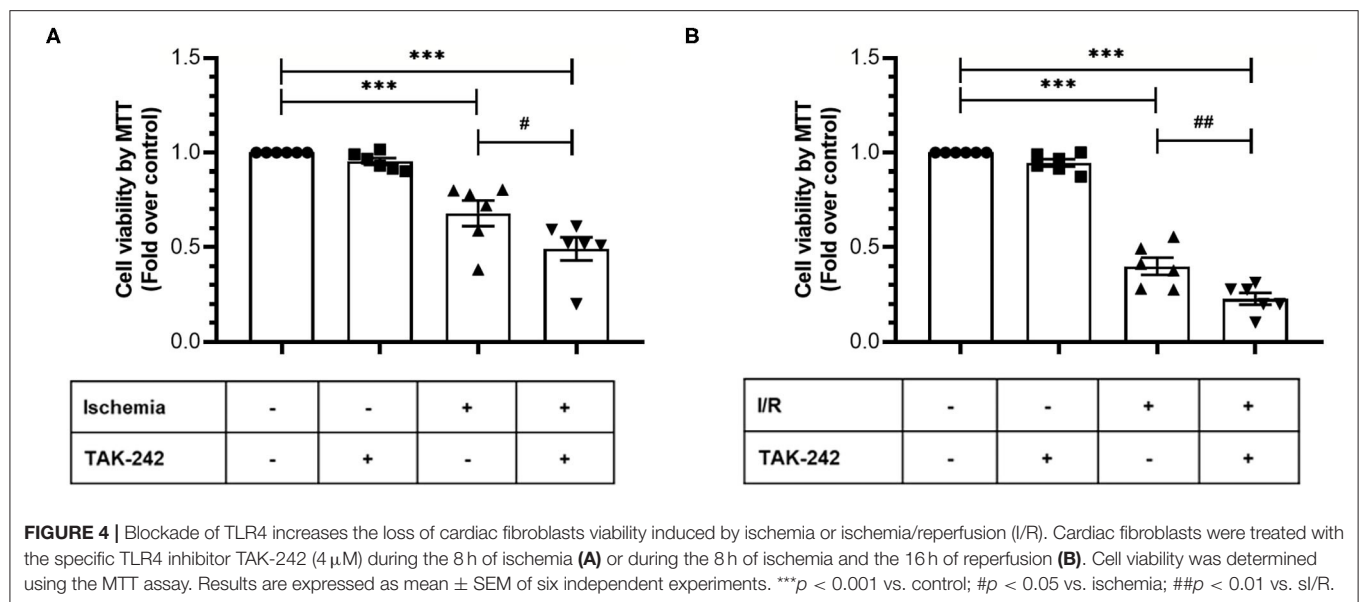 A
Cell viability by MTT
(Fold over control)
1.5
1.0
0.5
0.0
***
***
#
Ischemia - - + +
TAK-242 - + - +
B
Cell viability by MTT
(Fold over control)
1.5
1.0
0.5
0.0
***
***
##
I/R - - + +
TAK-242 - + - +
FIGURE 4 | Blockade of TLR4 increases the loss of cardiac fibroblasts viability induced by ischemia or ischemia/reperfusion (I/R). Cardiac fibroblasts were treated with
the specific TLR4 inhibitor TAK-242 (4 μM) during the 8 h of ischemia (A) or during the 8 h of ischemia and the 16 h of reperfusion (B). Cell viability was determined
using the MTT assay. Results are expressed as mean ± SEM of six independent experiments. ***p < 0.001 vs. control; #p < 0.05 vs. ischemia; ##p < 0.01 vs. sI/R.